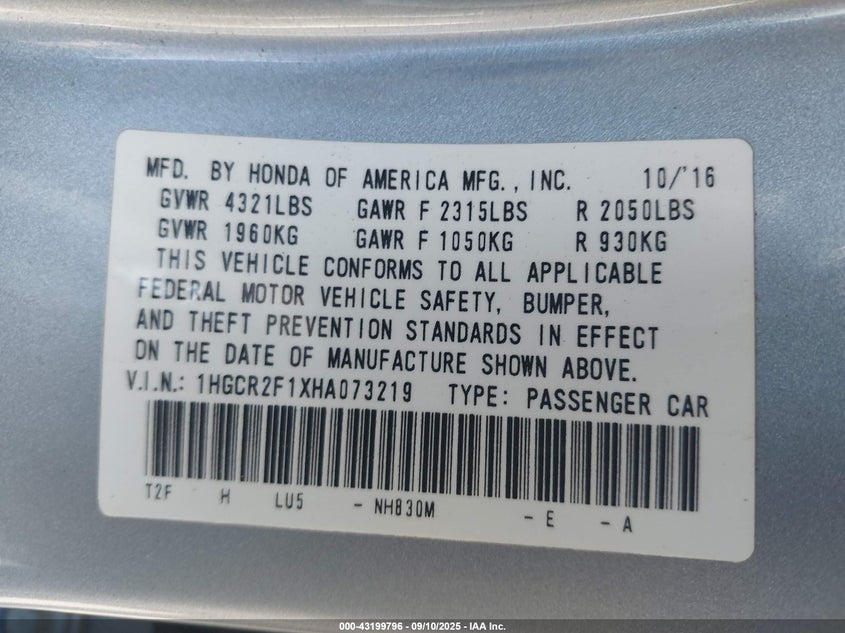 MFD. BY HONDA OF AMERICA MFG., INC. 10/'16
GVWR 4321LBS GAWR F 2315LBS R 2050LBS
GVWR 1960KG GAWR F 1050KG R 930KG
THIS VEHICLE CONFORMS TO ALL APPLICABLE
FEDERAL MOTOR VEHICLE SAFETY, BUMPER,
AND THEFT PREVENTION STANDARDS IN EFFECT
ON THE DATE OF MANUFACTURE SHOWN ABOVE.
V.I.N.: 1HGCR2F1XHA073219 TYPE: PASSENGER CAR
T2F H LU5 - NH830M - E - A
000-43199796 - 09/10/2025 - IAA Inc.